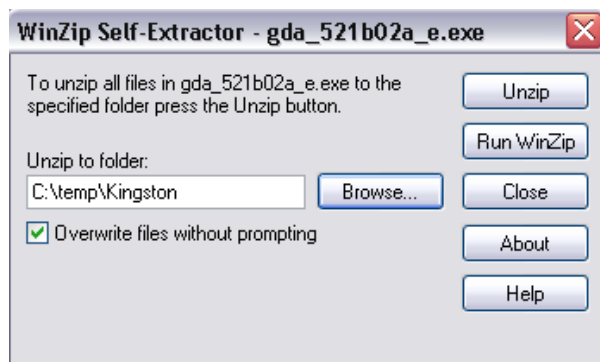 WinZip Self-Extractor - gda_521b02a_e.exe
To unzip all files in gda_521b02a_e.exe to the
specified folder press the Unzip button.
Unzip to folder:
C:\temp\Kingston
Browse...
Overwrite files without prompting
Unzip
Run WinZip
Close
About
Help